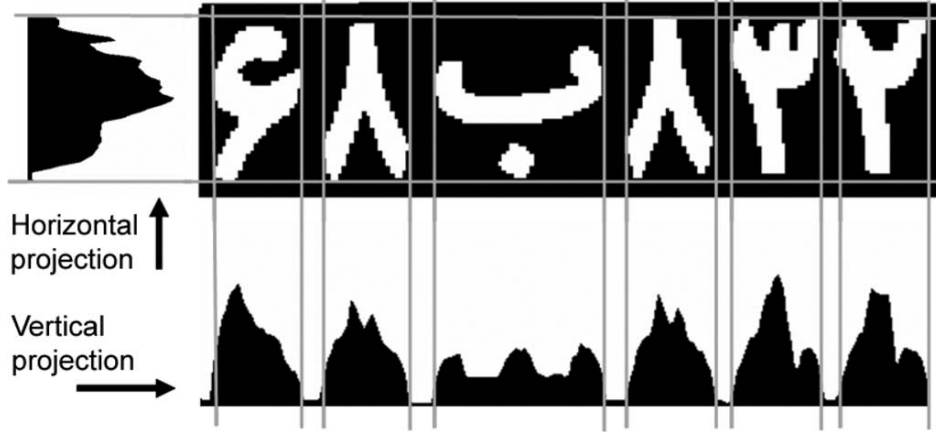 ۶۸ ب ۸۳۲
Horizontal
projection
Vertical
projection